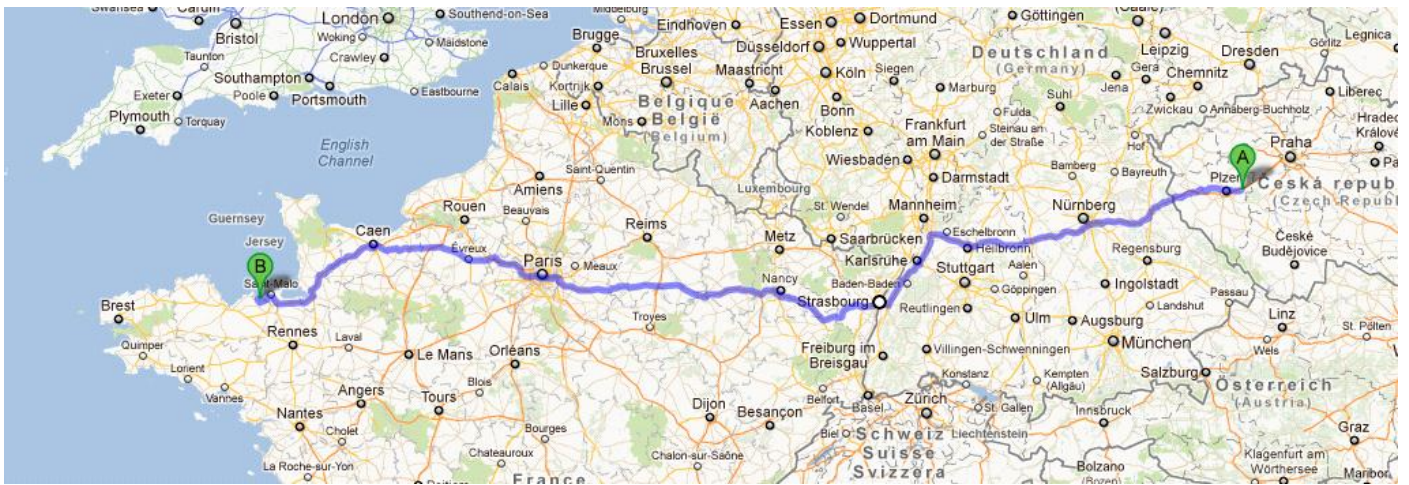 Swansea
Cardiff
London
Southend-on-Sea
Middelburg
Eindhoven
Essen
Dortmund
Göttingen
Leipzig
Görlitz
Legnica
Bristol
Woking
Maidstone
Brugge
Bruxelles
Brussel
Düsseldorf
Wuppertal
Deutschland
(Germany)
Dresden
Taunton
Crawley
Dunkerque
Maastricht
Köln
Siegen
Gera
Chemnitz
Southampton
Calais
Kortrijk
Aachen
Marburg
Jena
Liberec
Exeter
Poole
Portsmouth
Eastbourne
Lille
België
Belgique
(Belgium)
Bonn
Suhl
Zwickau
Annaberg-Buchholz
Plymouth
Torquay
Mons
Koblenz
Fulda
Steinau an
der Straße
Hof
Hradec
Králové
English
Channel
Frankfurt
am Main
Praha
Saint-Quentin
Wiesbaden
Bamberg
Bayreuth
A
Amiens
Luxembourg
Darmstadt
Plzeň
Česká republ
(Czech Republ
Guernsey
Rouen
Beauvais
Reims
St. Wendel
Mannheim
Nürnberg
Jersey
Caen
Évreux
Metz
Saarbrücken
Eschelbronn
Heilbronn
Regensburg
České
Budějovice
B
Paris
Meaux
Karlsruhe
Stuttgart
Aalen
Saint-Malo
Nancy
Baden-Baden
Göppingen
Ingolstadt
Passau
Brest
Strasbourg
Reutlingen
Landshut
Linz
St. Pölten
Rennes
Laval
Troyes
Ulm
Augsburg
Wels
Quimper
Le Mans
Orléans
Freiburg im
Breisgau
Villingen-Schwenningen
München
Lorient
Vannes
Angers
Tours
Blois
Belfort
Konstanz
Kempten
(Allgäu)
Salzburg
Österreich
(Austria)
Nantes
Dijon
Besançon
Basel
Zürich
St. Gallen
Innsbruck
Cholet
Bourges
Biel
Schweiz
Suisse
Svizzera
Liechtenstein
Graz
La Roche-sur-Yon
Châteauroux
Chalon-sur-Saône
Bolzano
(Bozen)
Klagenfurt am
Wörthersee
Maribor
France